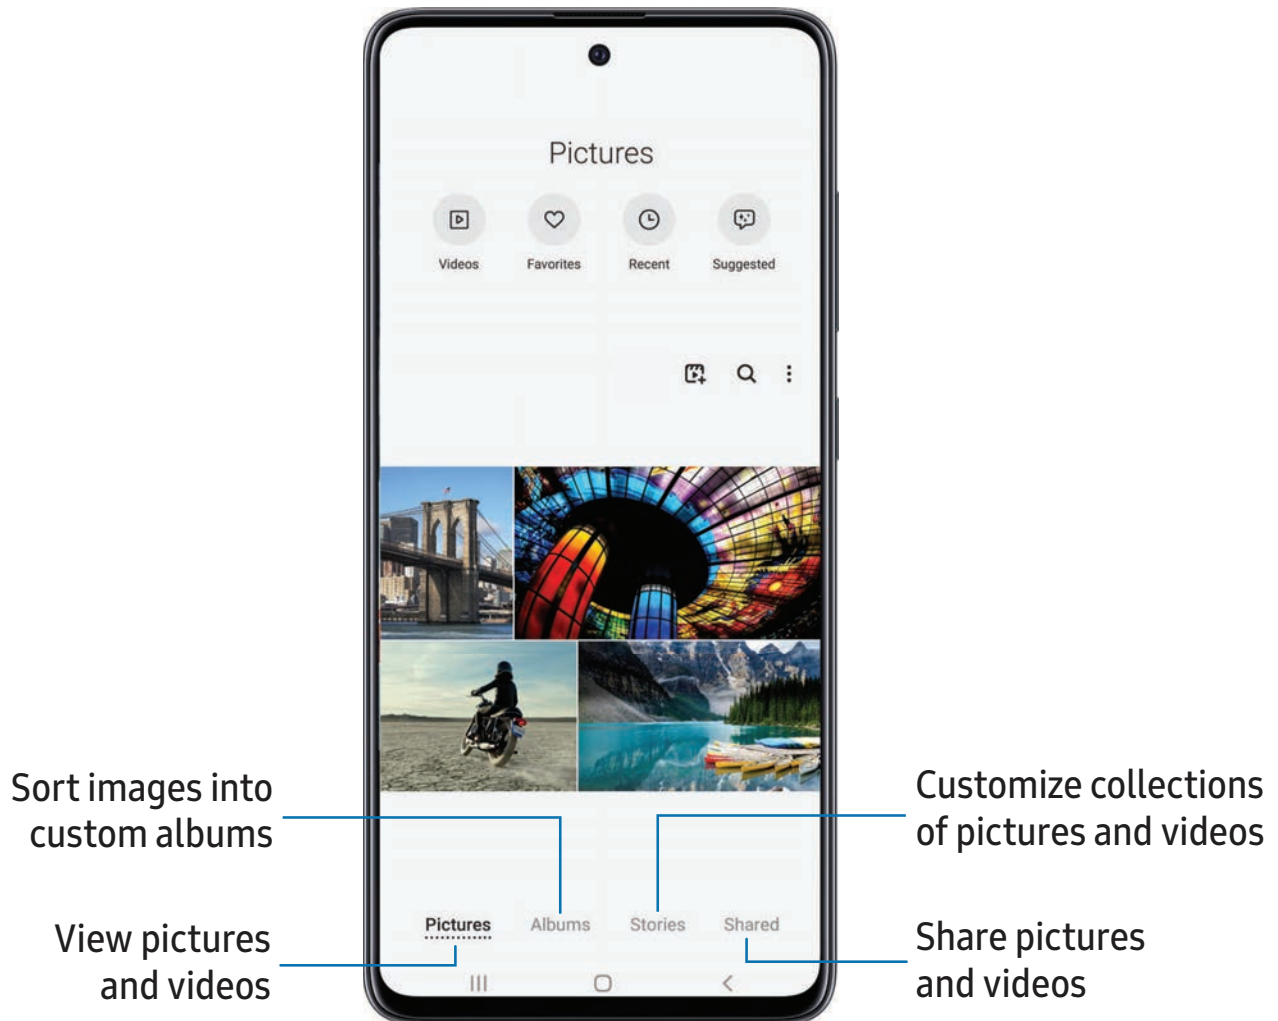 Pictures
Videos Favorites Recent Suggested
Sort images into
custom albums
Customize collections
of pictures and videos
Pictures Albums Stories Shared
View pictures
and videos
Share pictures
and videos